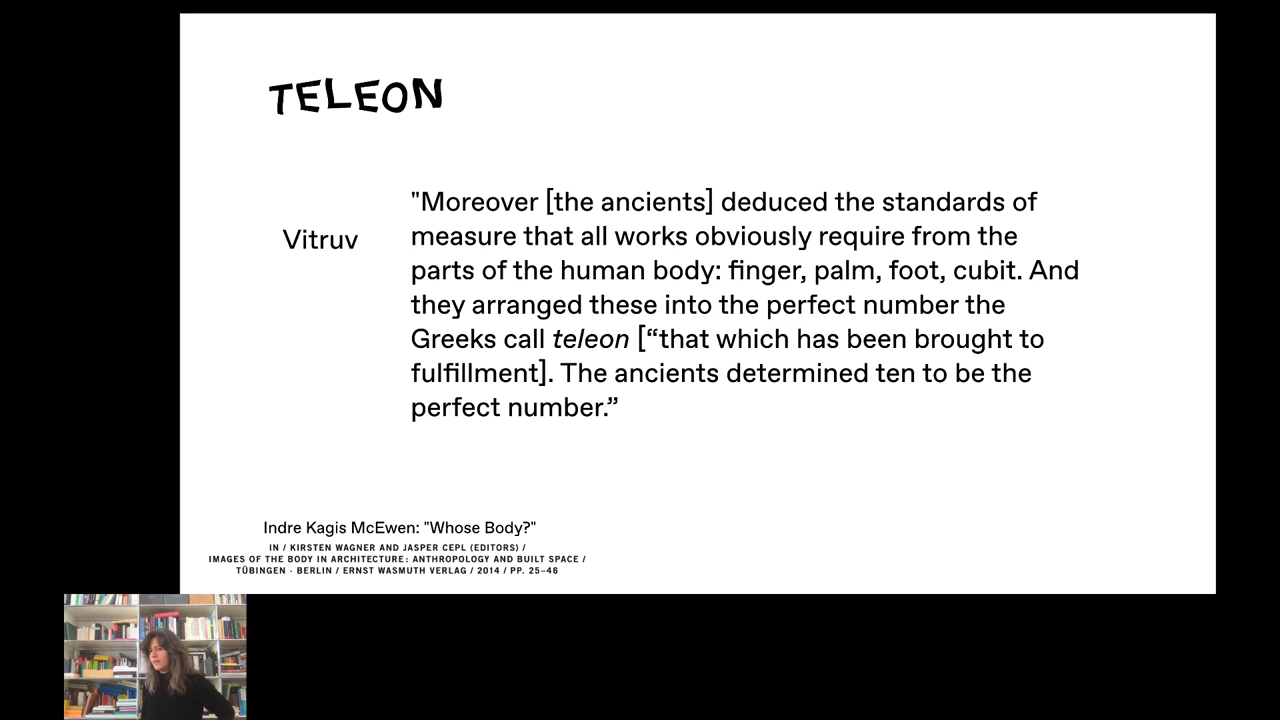 TELEON
Vitruv
"Moreover [the ancients] deduced the standards of
measure that all works obviously require from the
parts of the human body: finger, palm, foot, cubit. And
they arranged these into the perfect number the
Greeks call teleon [“that which has been brought to
fulfillment]. The ancients determined ten to be the
perfect number.”
Indre Kagis McEwen: "Whose Body?"
IN / KIRSTEN WAGNER AND JASPER CEPL (EDITORS) /
IMAGES OF THE BODY IN ARCHITECTURE: ANTHROPOLOGY AND BUILT SPACE /
TÜBINGEN · BERLIN / ERNST WASMUTH VERLAG / 2014 / PP. 25–46